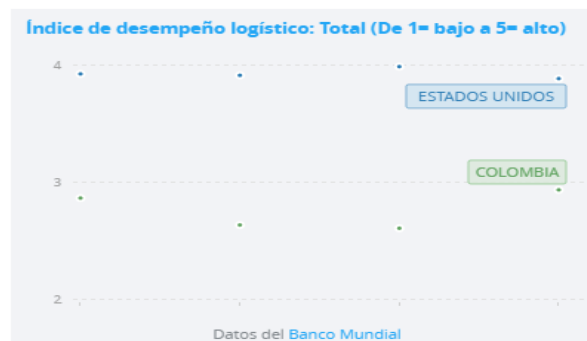 Índice de desempeño logístico: Total (De 1= bajo a 5= alto)
4
ESTADOS UNIDOS
COLOMBIA
3
2
Datos del Banco Mundial